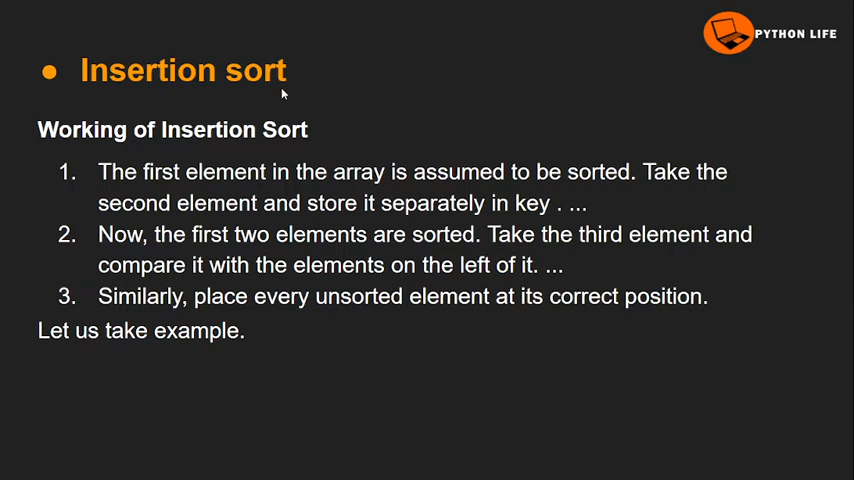 PYTHON LIFE
● Insertion sort
Working of Insertion Sort
1. The first element in the array is assumed to be sorted. Take the
second element and store it separately in key . ...
2. Now, the first two elements are sorted. Take the third element and
compare it with the elements on the left of it. ...
3. Similarly, place every unsorted element at its correct position.
Let us take example.